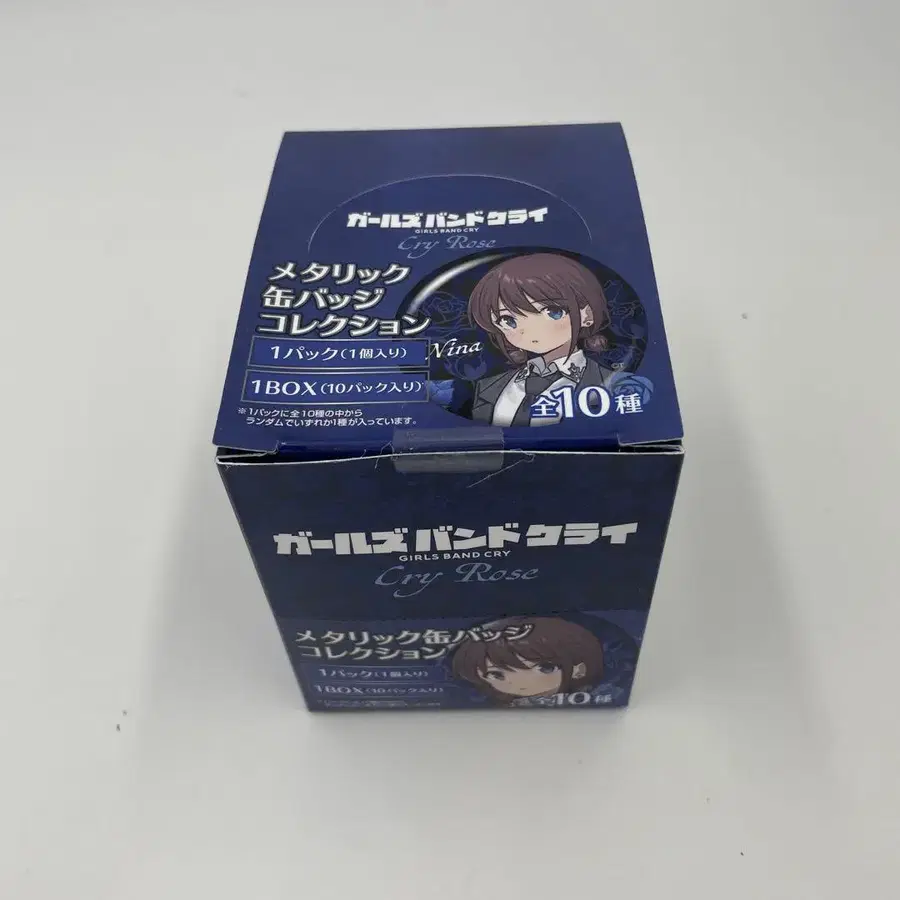 ガールズバンドクライ
GIRLS BAND CRY
Cry Rose
メタリック
缶バッジ
コレクション
1パック(1個入り)
1BOX(10パック入り)
※1パックに全10種の中から
ランダムでいずれか1種が入っています。
Nina
全10種
ガールズバンドクライ
GIRLS BAND CRY
Cry Rose
メタリック缶バッジ
コレクション
1パック(1個入り)
1BOX(10パック入り)
全10種